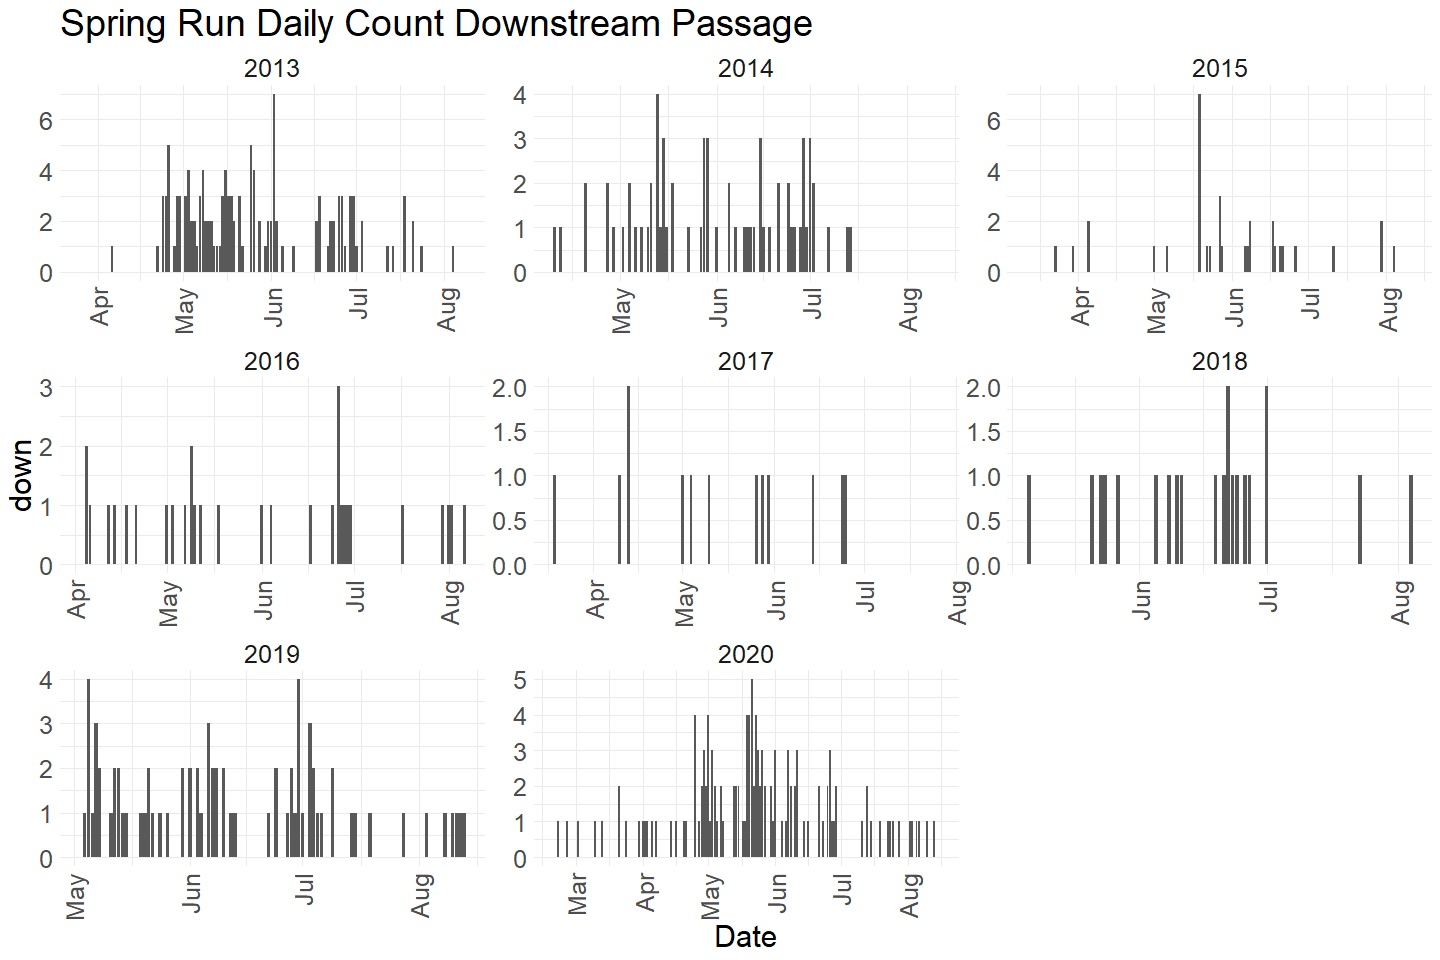 Spring Run Daily Count Downstream Passage
2013 2014 2015
6 4 2 0
Apr May Jun Jul Aug
4 3 2 1 0
May Jun Jul Aug
6 4 2 0
Apr May Jun Jul Aug
2016 2017 2018
down
3 2 1 0
Apr May Jun Jul Aug
2.0 1.5 1.0 0.5 0.0
Apr May Jun Jul Aug
2.0 1.5 1.0 0.5 0.0
Jun Jul Aug
2019 2020
4 3 2 1 0
May Jun Jul Aug
5 4 3 2 1 0
Mar Apr May Jun Jul Aug
Date